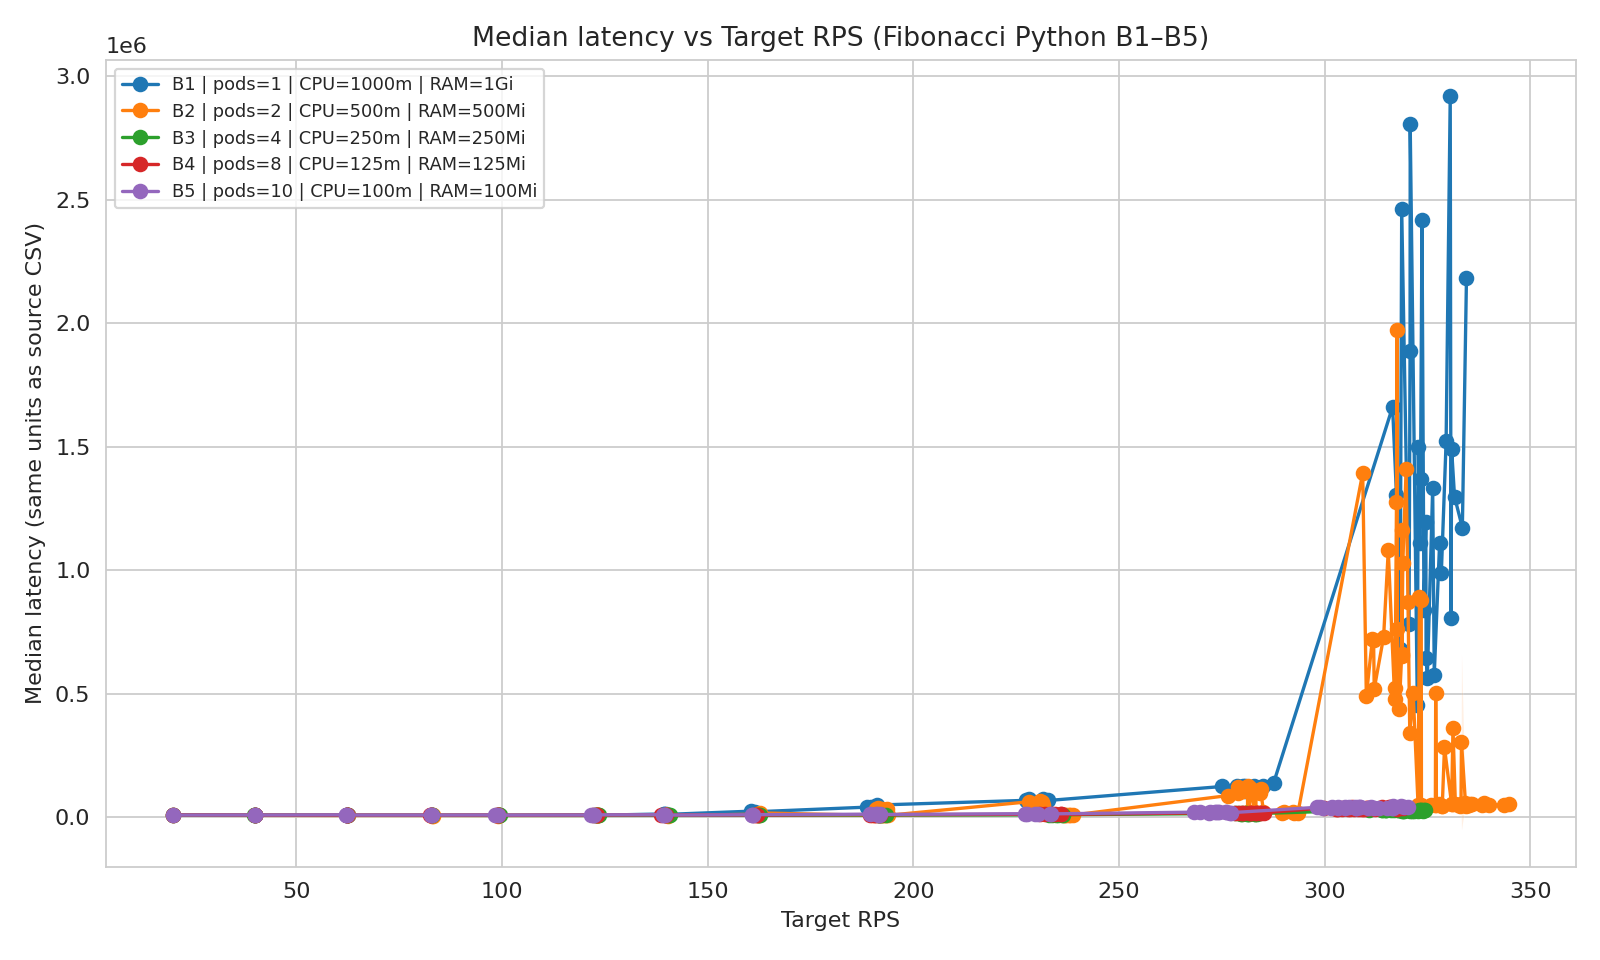 Median latency vs Target RPS (Fibonacci Python B1–B5)
1e6
B1 | pods=1 | CPU=1000m | RAM=1Gi
B2 | pods=2 | CPU=500m | RAM=500Mi
B3 | pods=4 | CPU=250m | RAM=250Mi
B4 | pods=8 | CPU=125m | RAM=125Mi
B5 | pods=10 | CPU=100m | RAM=100Mi
Median latency (same units as source CSV)
3.0
2.5
2.0
1.5
1.0
0.5
0.0
50 100 150 200 250 300 350
Target RPS